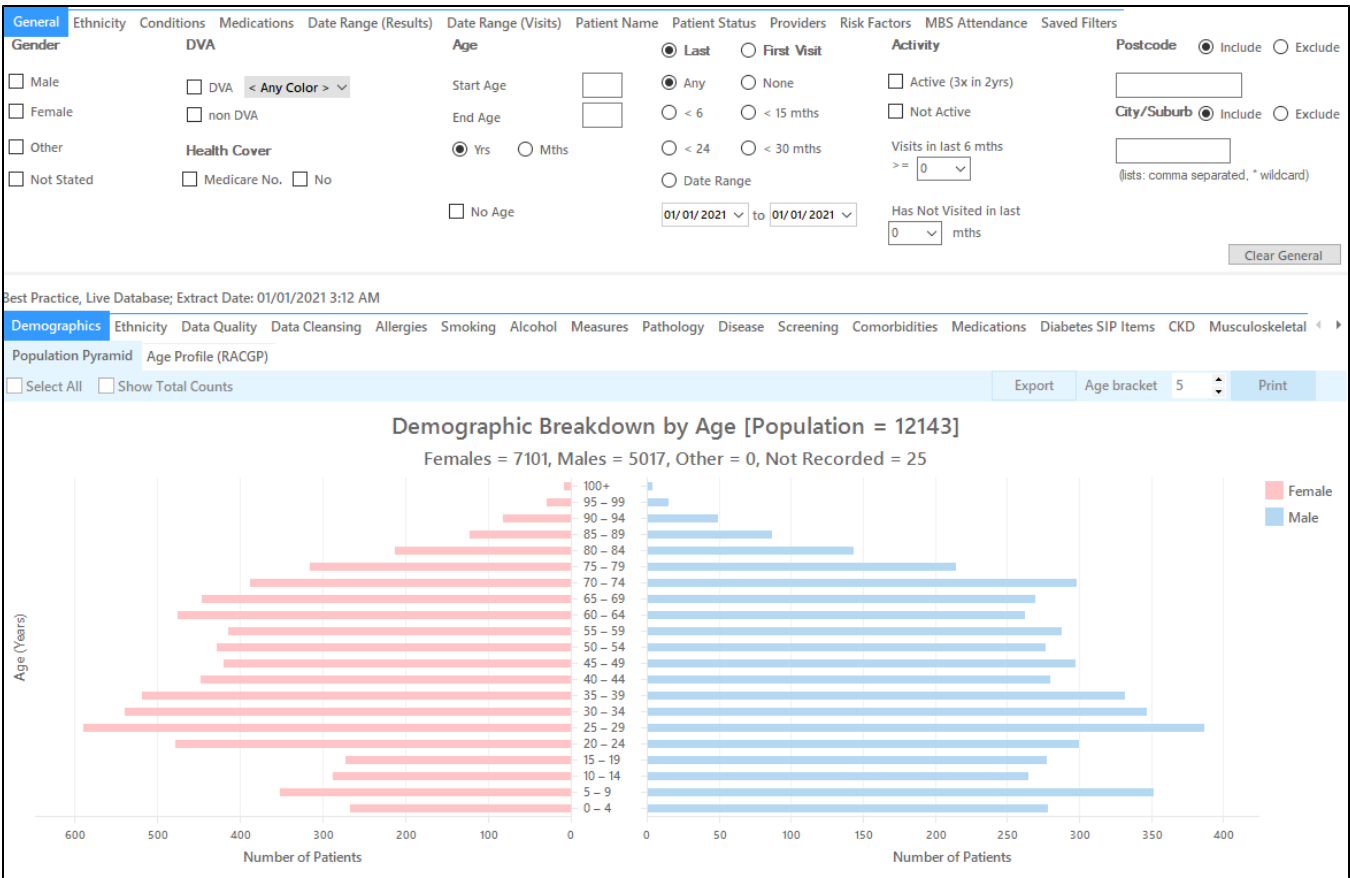 General Ethnicity Conditions Medications Date Range (Results) Date Range (Visits) Patient Name Patient Status Providers Risk Factors MBS Attendance Saved Filters
Gender DVA Age Last First Visit Activity Postcode Include Exclude
Male DVA < Any Color > Start Age Any None Active (3x in 2yrs)
Female non DVA End Age < 6 < 15 mths Not Active City/Suburb Include Exclude
Other Health Cover Yrs Mths < 24 < 30 mths Visits in last 6 mths
>= 0
Not Stated Medicare No. No Date Range (lists: comma separated, * wildcard)
No Age 01/01/2021 to 01/01/2021 Has Not Visited in last
0 mths
Clear General
Best Practice, Live Database; Extract Date: 01/01/2021 3:12 AM
Demographics Ethnicity Data Quality Data Cleansing Allergies Smoking Alcohol Measures Pathology Disease Screening Comorbidities Medications Diabetes SIP Items CKD Musculoskeletal
Population Pyramid Age Profile (RACGP)
Select All Show Total Counts Export Age bracket 5 Print
Demographic Breakdown by Age [Population = 12143]
Females = 7101, Males = 5017, Other = 0, Not Recorded = 25
100+
95 – 99
90 – 94
85 – 89
80 – 84
75 – 79
70 – 74
65 – 69
60 – 64
55 – 59
50 – 54
45 – 49
40 – 44
35 – 39
30 – 34
25 – 29
20 – 24
15 – 19
10 – 14
5 – 9
0 – 4
Female
Male
Age (Years)
600 500 400 300 200 100 0 0 50 100 150 200 250 300 350 400
Number of Patients Number of Patients